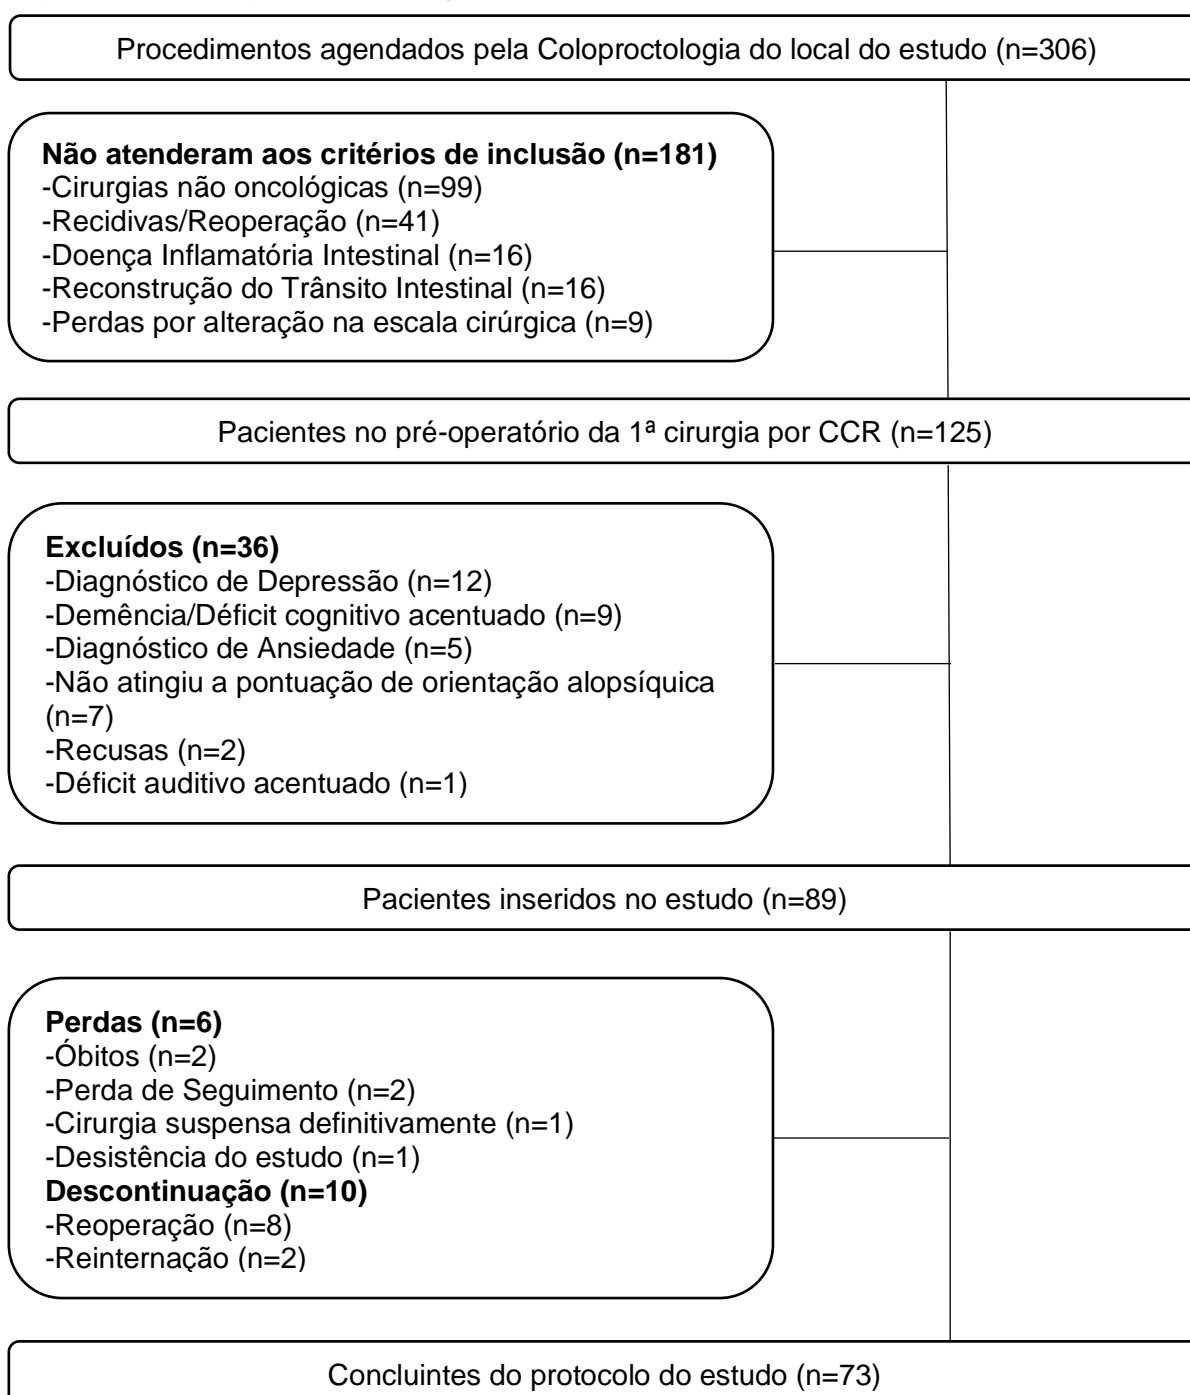 Procedimentos agendados pela Coloproctologia do local do estudo (n=306)
Não atenderam aos critérios de inclusão (n=181)
-Cirurgias não oncológicas (n=99)
-Recidivas/Reoperação (n=41)
-Doença Inflamatória Intestinal (n=16)
-Reconstrução do Trânsito Intestinal (n=16)
-Perdas por alteração na escala cirúrgica (n=9)
Pacientes no pré-operatório da 1ª cirurgia por CCR (n=125)
Excluídos (n=36)
-Diagnóstico de Depressão (n=12)
-Demência/Déficit cognitivo acentuado (n=9)
-Diagnóstico de Ansiedade (n=5)
-Não atingiu a pontuação de orientação alopsíquica
(n=7)
-Recusas (n=2)
-Déficit auditivo acentuado (n=1)
Pacientes inseridos no estudo (n=89)
Perdas (n=6)
-Óbitos (n=2)
-Perda de Seguimento (n=2)
-Cirurgia suspensa definitivamente (n=1)
-Desistência do estudo (n=1)
Descontinuação (n=10)
-Reoperação (n=8)
-Reinternação (n=2)
Concluintes do protocolo do estudo (n=73)